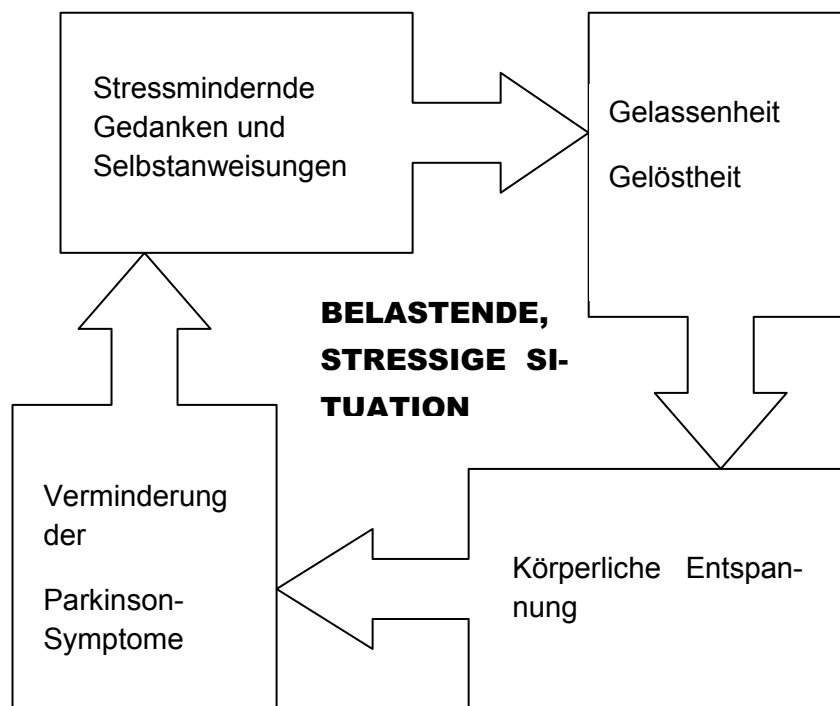 Stressmindernde
Gedanken und
Selbstanweisungen
Gelassenheit
Gelöstheit
BELASTENDE,
STRESSIGE SI-
TUATION
Körperliche Entspan-
nung
Verminderung
der
Parkinson-
Symptome